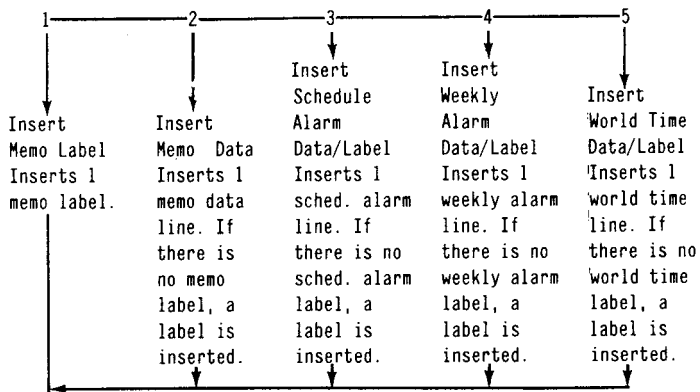 1 2 3 4 5
Insert
Memo Label
Inserts 1
memo label.
Insert
Memo Data
Inserts 1
memo data
line. If
there is
no memo
label, a
label is
inserted.
Insert
Schedule
Alarm
Data/Label
Inserts 1
sched. alarm
line. If
there is no
sched. alarm
label, a
label is
inserted.
Insert
Weekly
Alarm
Data/Label
Inserts 1
weekly alarm
line. If
there is no
weekly alarm
label, a
label is
inserted.
Insert
World Time
Data/Label
Inserts 1
world time
line. If
there is no
world time
label, a
label is
inserted.